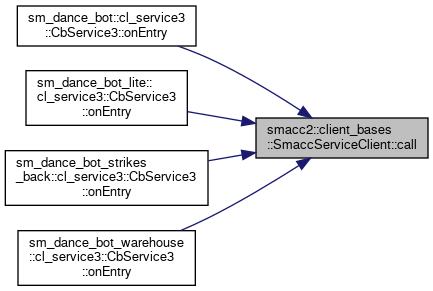 sm_dance_bot::cl_service3
::CbService3::onEntry
sm_dance_bot_lite::
cl_service3::CbService3
::onEntry
smacc2::client_bases
::SmaccServiceClient::call
sm_dance_bot_strikes
_back::cl_service3::CbService3
::onEntry
sm_dance_bot_warehouse
::cl_service3::CbService3
::onEntry